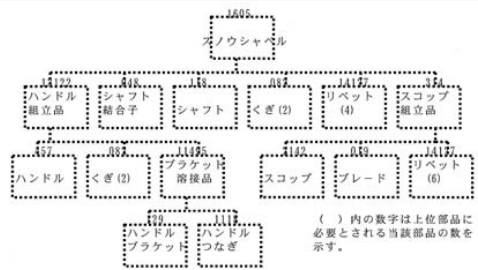 1605
スノウシャベル
13122
ハンドル
組立品
048
シャフト
結合子
118
シャフト
082
くぎ(2)
14127
リベット
(4)
314
スコップ
組立品
457
ハンドル
082
くぎ(2)
11495
ブラケット
溶接品
2142
スコップ
019
ブレード
14127
リベット
(6)
129
ハンドル
ブラケット
1118
ハンドル
つなぎ
（　）内の数字は上位部品に
必要とされる当該部品の数を
示す。